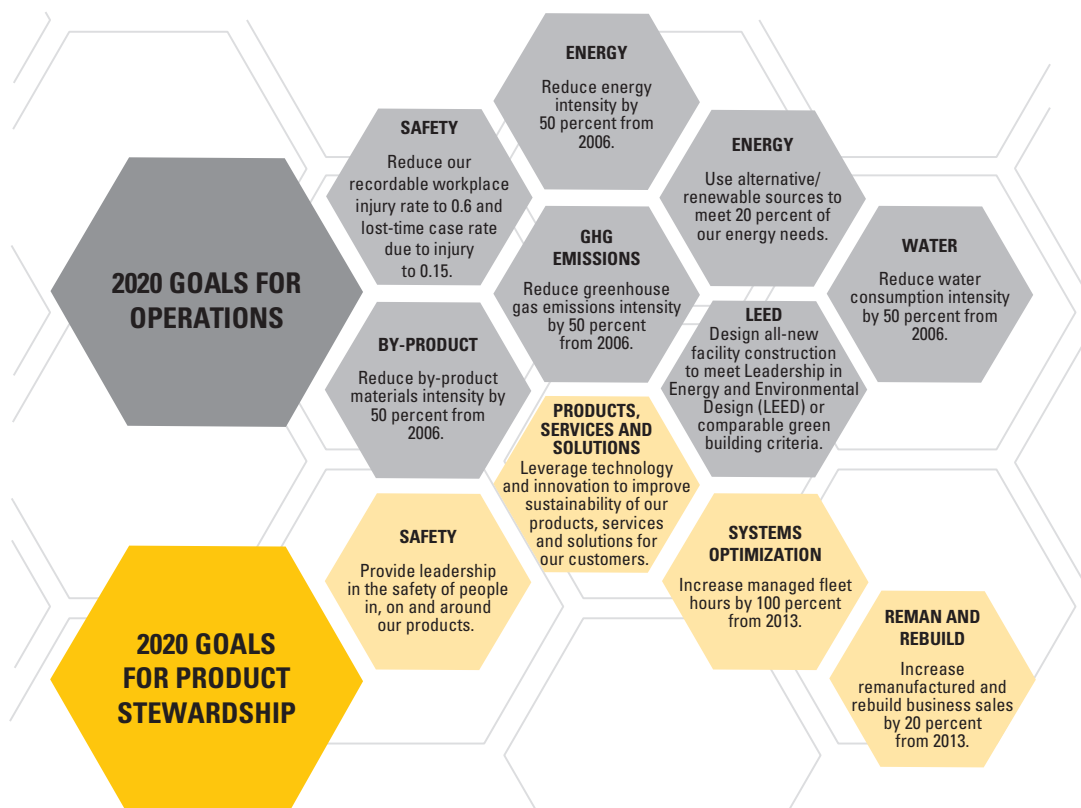 2020 GOALS FOR
OPERATIONS
SAFETY
Reduce our
recordable workplace
injury rate to 0.6 and
lost-time case rate
due to injury
to 0.15.
ENERGY
Reduce energy
intensity by
50 percent from
2006.
ENERGY
Use alternative/
renewable sources to
meet 20 percent of
our energy needs.
GHG
EMISSIONS
Reduce greenhouse
gas emissions intensity
by 50 percent
from 2006.
WATER
Reduce water
consumption intensity
by 50 percent from
2006.
BY-PRODUCT
Reduce by-product
materials intensity by
50 percent from
2006.
LEED
Design all-new
facility construction
to meet Leadership in
Energy and Environmental
Design (LEED) or
comparable green
building criteria.
2020 GOALS
FOR PRODUCT
STEWARDSHIP
SAFETY
Provide leadership
in the safety of people
in, on and around
our products.
PRODUCTS,
SERVICES AND
SOLUTIONS
Leverage technology
and innovation to improve
sustainability of our
products, services
and solutions for
our customers.
SYSTEMS
OPTIMIZATION
Increase managed fleet
hours by 100 percent
from 2013.
REMAN AND
REBUILD
Increase
remanufactured and
rebuild business sales
by 20 percent
from 2013.